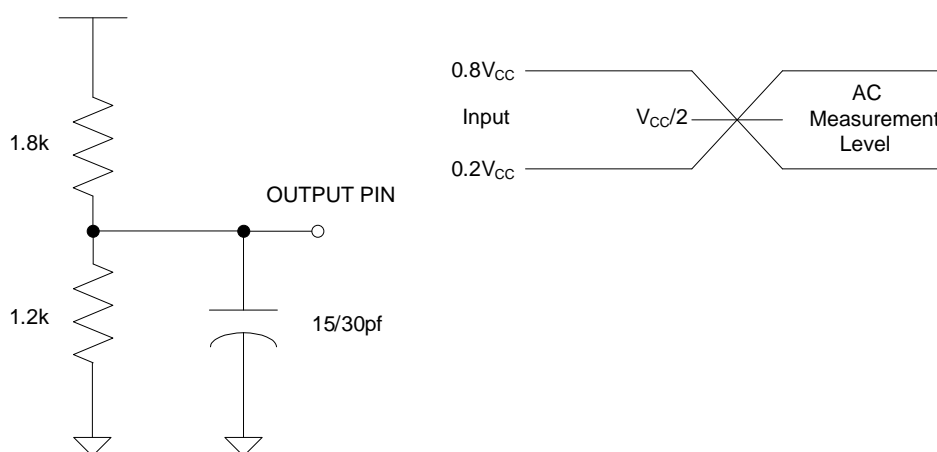 1.8k
OUTPUT PIN
1.2k
15/30pf
0.8VCC
Input
VCC/2
0.2VCC
AC
Measurement
Level